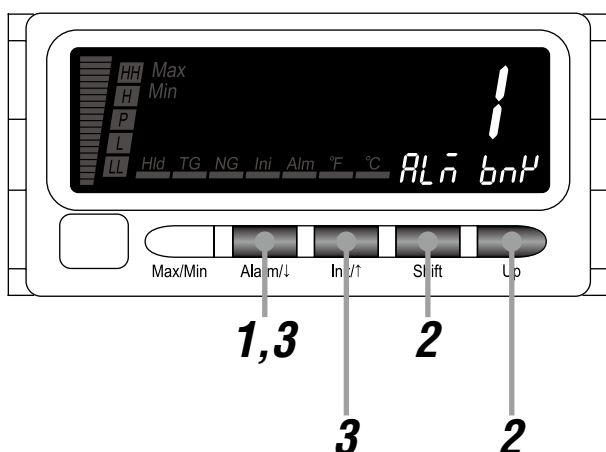 HH Max
H Min
P
L
LL Hld TG NG Ini Alm °F °C
1
ALM bnK
Max/Min Alarm/↓ Ini/↑ Shift Up
1,3 2
3 2